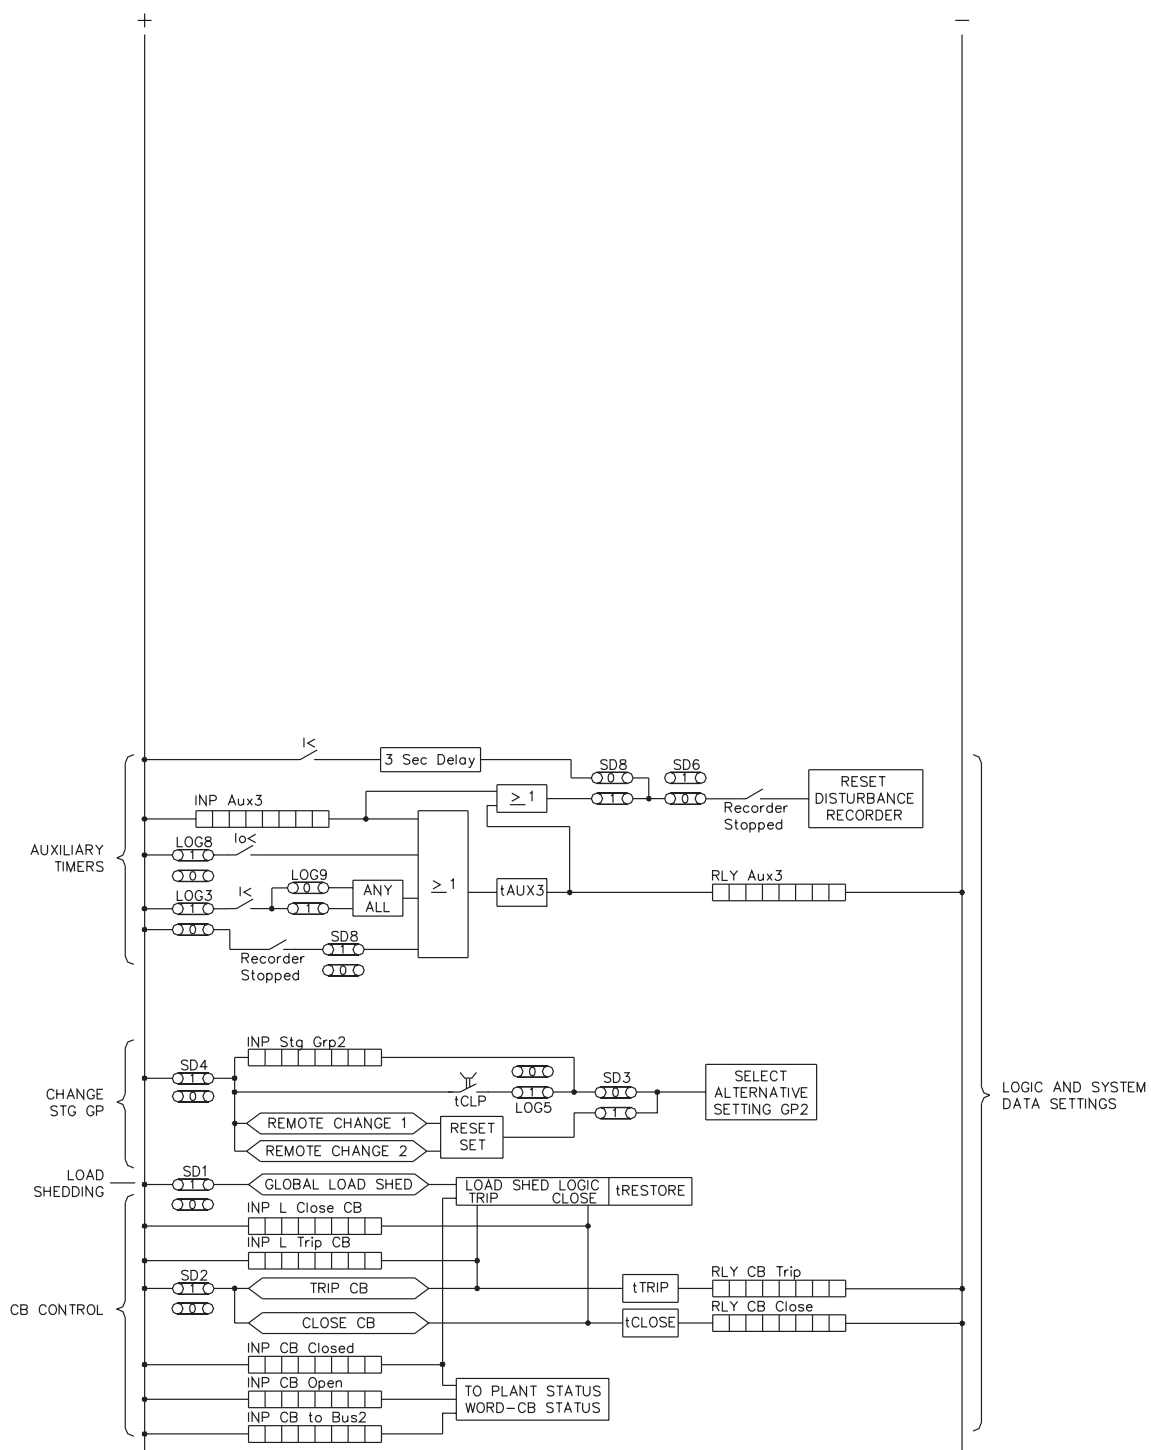 +
−
I<
3 Sec Delay
SD8
0
1
SD6
1
0
Recorder
Stopped
RESET
DISTURBANCE
RECORDER
INP Aux3
≥ 1
AUXILIARY
TIMERS
LOG8
1
0
Io<
LOG3
1
0
I<
LOG9
0
1
ANY
ALL
≥ 1
tAUX3
RLY Aux3
Recorder
Stopped
SD8
1
0
CHANGE
STG GP
INP Stg Grp2
SD4
1
0
tCLP
0
1
LOG5
SD3
0
1
SELECT
ALTERNATIVE
SETTING GP2
REMOTE CHANGE 1
REMOTE CHANGE 2
RESET
SET
LOGIC AND SYSTEM
DATA SETTINGS
LOAD
SHEDDING
SD1
1
0
GLOBAL LOAD SHED
LOAD SHED LOGIC
TRIP CLOSE
tRESTORE
INP L Close CB
INP L Trip CB
CB CONTROL
SD2
1
0
TRIP CB
CLOSE CB
tTRIP
RLY CB Trip
tCLOSE
RLY CB Close
INP CB Closed
INP CB Open
INP CB to Bus2
TO PLANT STATUS
WORD-CB STATUS